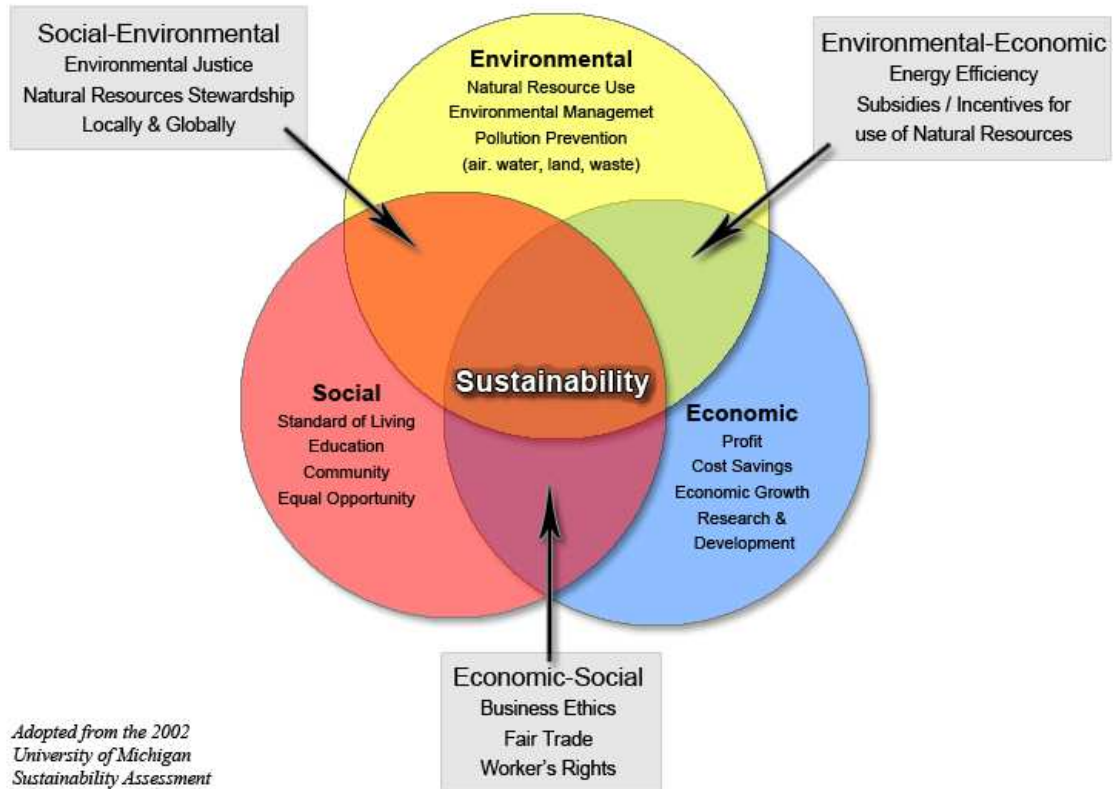 Social-Environmental
Environmental Justice
Natural Resources Stewardship
Locally & Globally
Environmental
Natural Resource Use
Environmental Managemet
Pollution Prevention
(air. water, land, waste)
Environmental-Economic
Energy Efficiency
Subsidies / Incentives for
use of Natural Resources
Sustainability
Social
Standard of Living
Education
Community
Equal Opportunity
Economic
Profit
Cost Savings
Economic Growth
Research &
Development
Economic-Social
Business Ethics
Fair Trade
Worker's Rights
Adopted from the 2002
University of Michigan
Sustainability Assessment